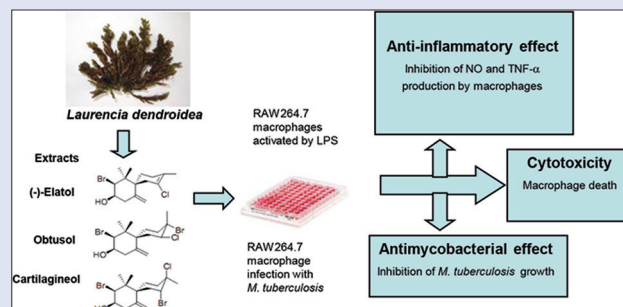 Laurencia dendroidea
Extracts
(-)-Elatol
Br
HO
Cl
Obtusol
Br
HO
Br
Cl
Cartilagineol
Cl
Br
HO
Br
RAW264.7
macrophages
activated by LPS
RAW264.7
macrophage
infection with
M. tuberculosis
Anti-inflammatory effect
Inhibition of NO and TNF-α
production by macrophages
Cytotoxicity
Macrophage death
Antimycobacterial effect
Inhibition of M. tuberculosis growth